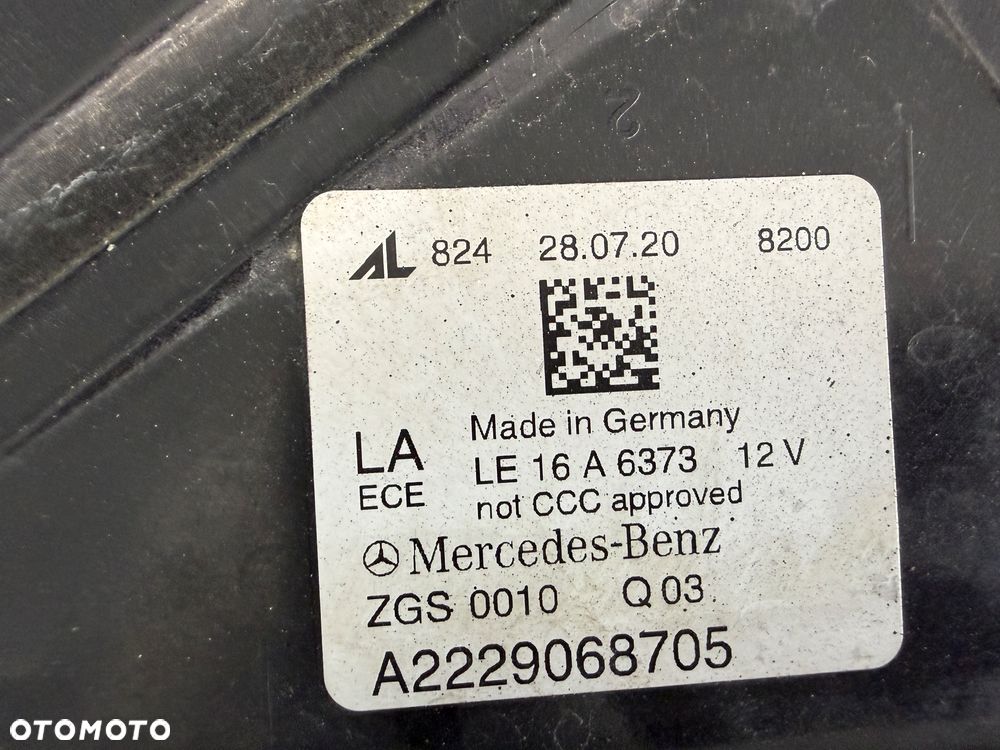 2
AL 824 28.07.20 8200
Made in Germany
LA LE 16 A 6373 12 V
ECE not CCC approved
Mercedes-Benz
ZGS 0010 Q 03
A2229068705
OTOMOTO